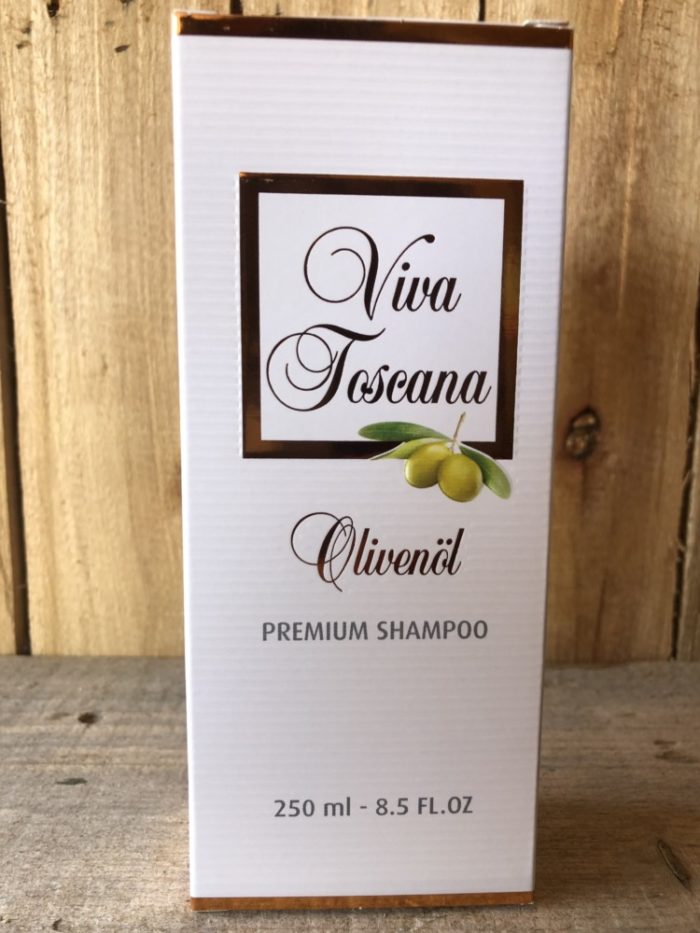 Viva
Toscana
Olivenöl
PREMIUM SHAMPOO
250 ml - 8.5 FL.OZ